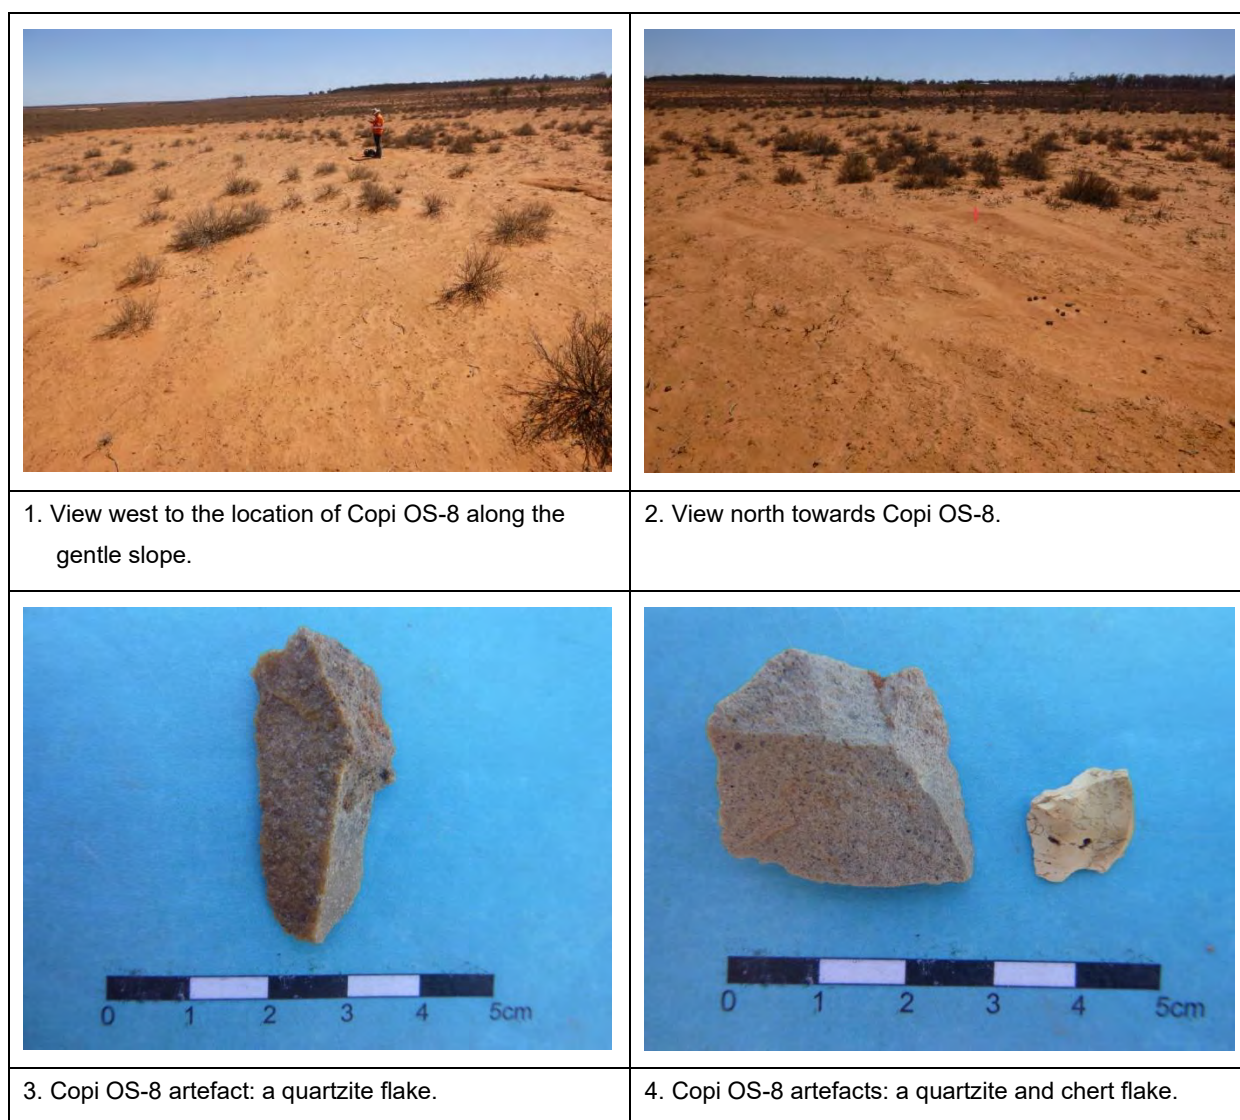 1. View west to the location of Copi OS-8 along the
gentle slope.
2. View north towards Copi OS-8.
0 1 2 3 4 5cm
0 1 2 3 4 5cm
3. Copi OS-8 artefact: a quartzite flake.
4. Copi OS-8 artefacts: a quartzite and chert flake.